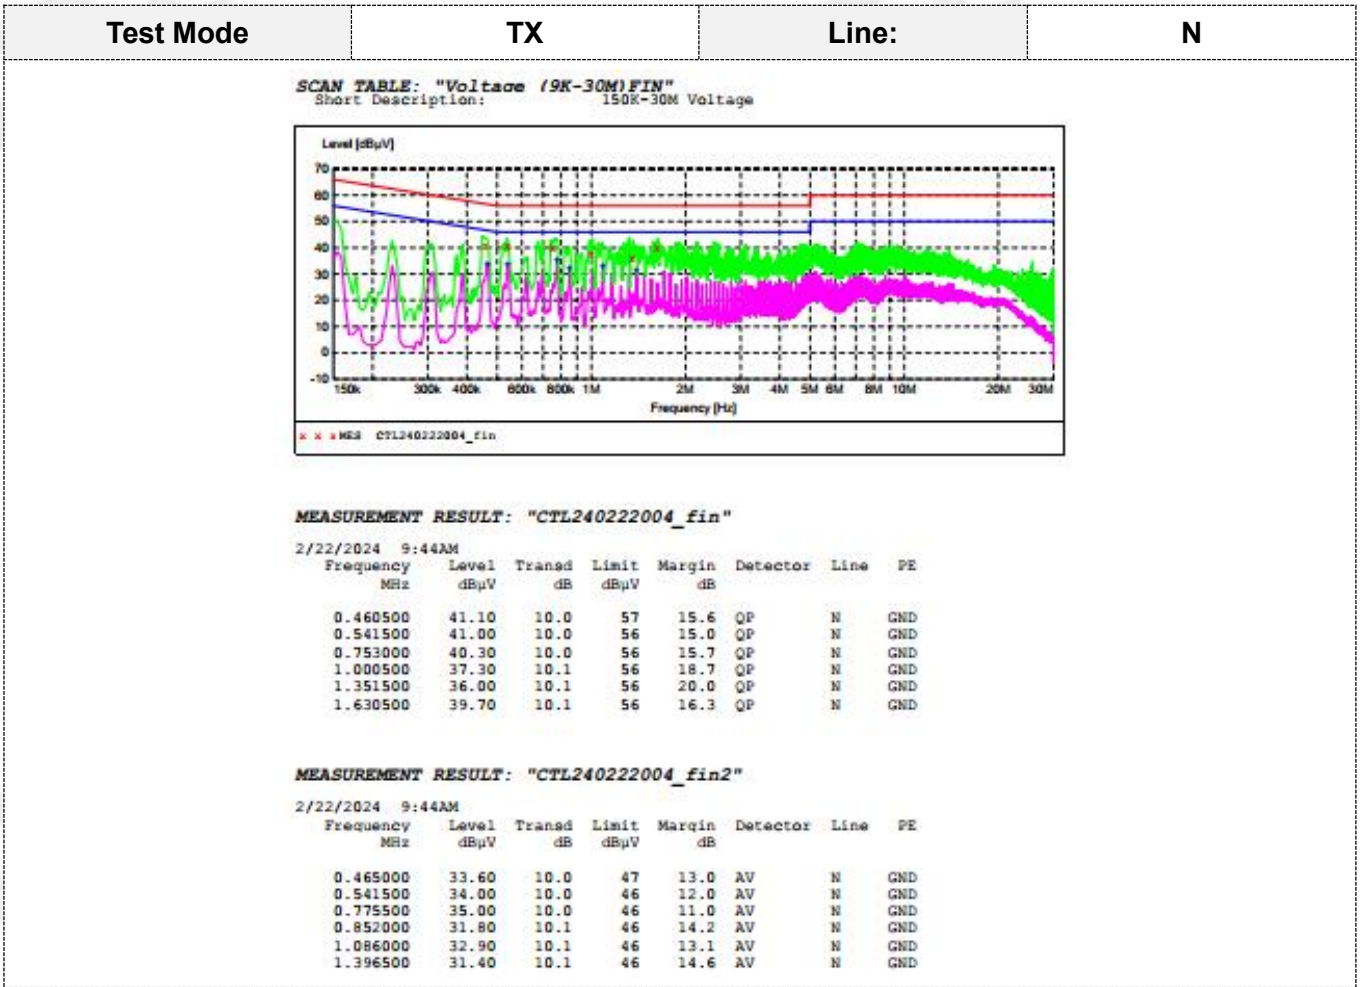 Test Mode TX Line: N
SCAN TABLE: "Voltage (9K-30M)FIN"
Short Description: 150K-30M Voltage
Level [dBµV]
70
60
50
40
30
20
10
0
-10
150k 300k 400k 600k 800k 1M 2M 3M 4M 5M 6M 8M 10M 20M 30M
Frequency [Hz]
x x x MES CTL240222004_fin
MEASUREMENT RESULT: "CTL240222004_fin"
2/22/2024 9:44AM
Frequency Level Transd Limit Margin Detector Line PE
MHz dBµV dB dBµV dB
0.460500 41.10 10.0 57 15.6 QP N GND
0.541500 41.00 10.0 56 15.0 QP N GND
0.753000 40.30 10.0 56 15.7 QP N GND
1.000500 37.30 10.1 56 18.7 QP N GND
1.351500 36.00 10.1 56 20.0 QP N GND
1.630500 39.70 10.1 56 16.3 QP N GND
MEASUREMENT RESULT: "CTL240222004_fin2"
2/22/2024 9:44AM
Frequency Level Transd Limit Margin Detector Line PE
MHz dBµV dB dBµV dB
0.465000 33.60 10.0 47 13.0 AV N GND
0.541500 34.00 10.0 46 12.0 AV N GND
0.775500 35.00 10.0 46 11.0 AV N GND
0.852000 31.80 10.1 46 14.2 AV N GND
1.086000 32.90 10.1 46 13.1 AV N GND
1.396500 31.40 10.1 46 14.6 AV N GND